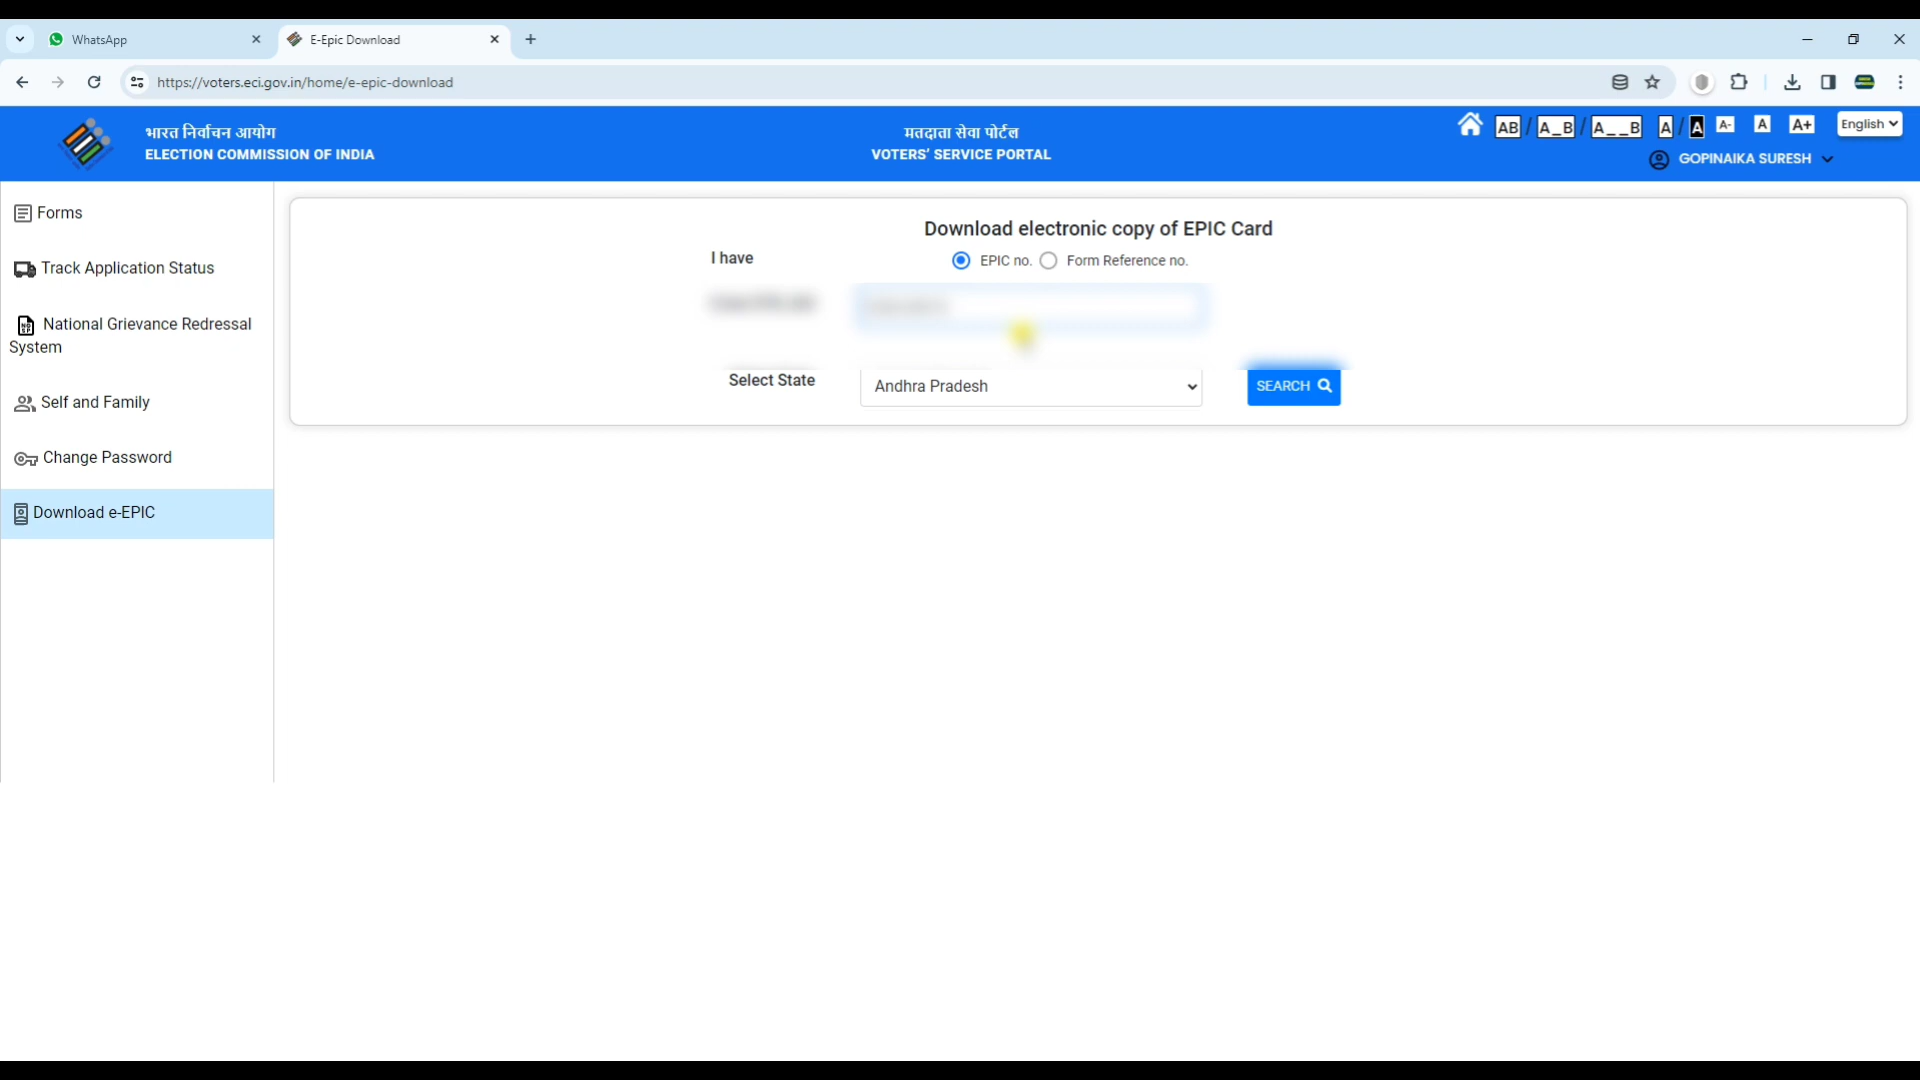 WhatsApp
E-Epic Download
https://voters.eci.gov.in/home/e-epic-download
भारत निर्वाचन आयोग
ELECTION COMMISSION OF INDIA
मतदाता सेवा पोर्टल
VOTERS' SERVICE PORTAL
AB / A_B / A__B A / A A- A A+ English
GOPINAIKA SURESH
Forms
Track Application Status
National Grievance Redressal
System
Self and Family
Change Password
Download e-EPIC
Download electronic copy of EPIC Card
I have EPIC no. Form Reference no.
Select State Andhra Pradesh SEARCH